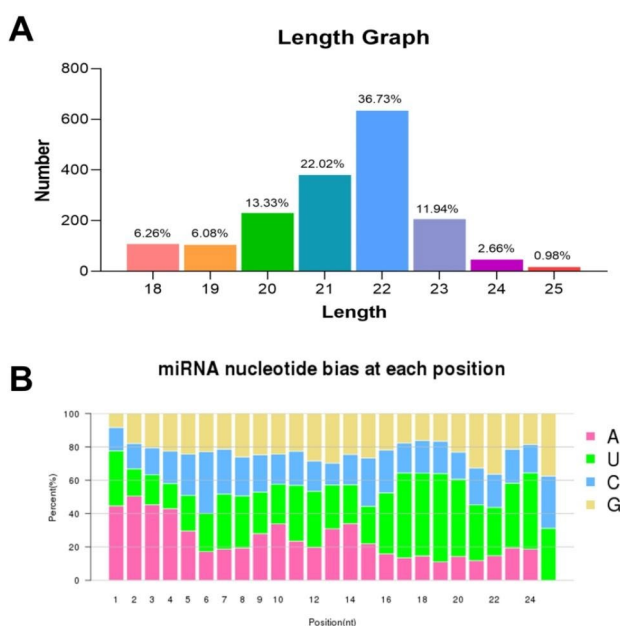 A
Length Graph
800
600
400
200
0
Number
6.26%
6.08%
13.33%
22.02%
36.73%
11.94%
2.66%
0.98%
18 19 20 21 22 23 24 25
Length
B
miRNA nucleotide bias at each position
100
80
60
40
20
0
Percent(%)
A
U
C
G
1 2 3 4 5 6 7 8 9 10 12 14 16 18 20 22 24
Position(nt)